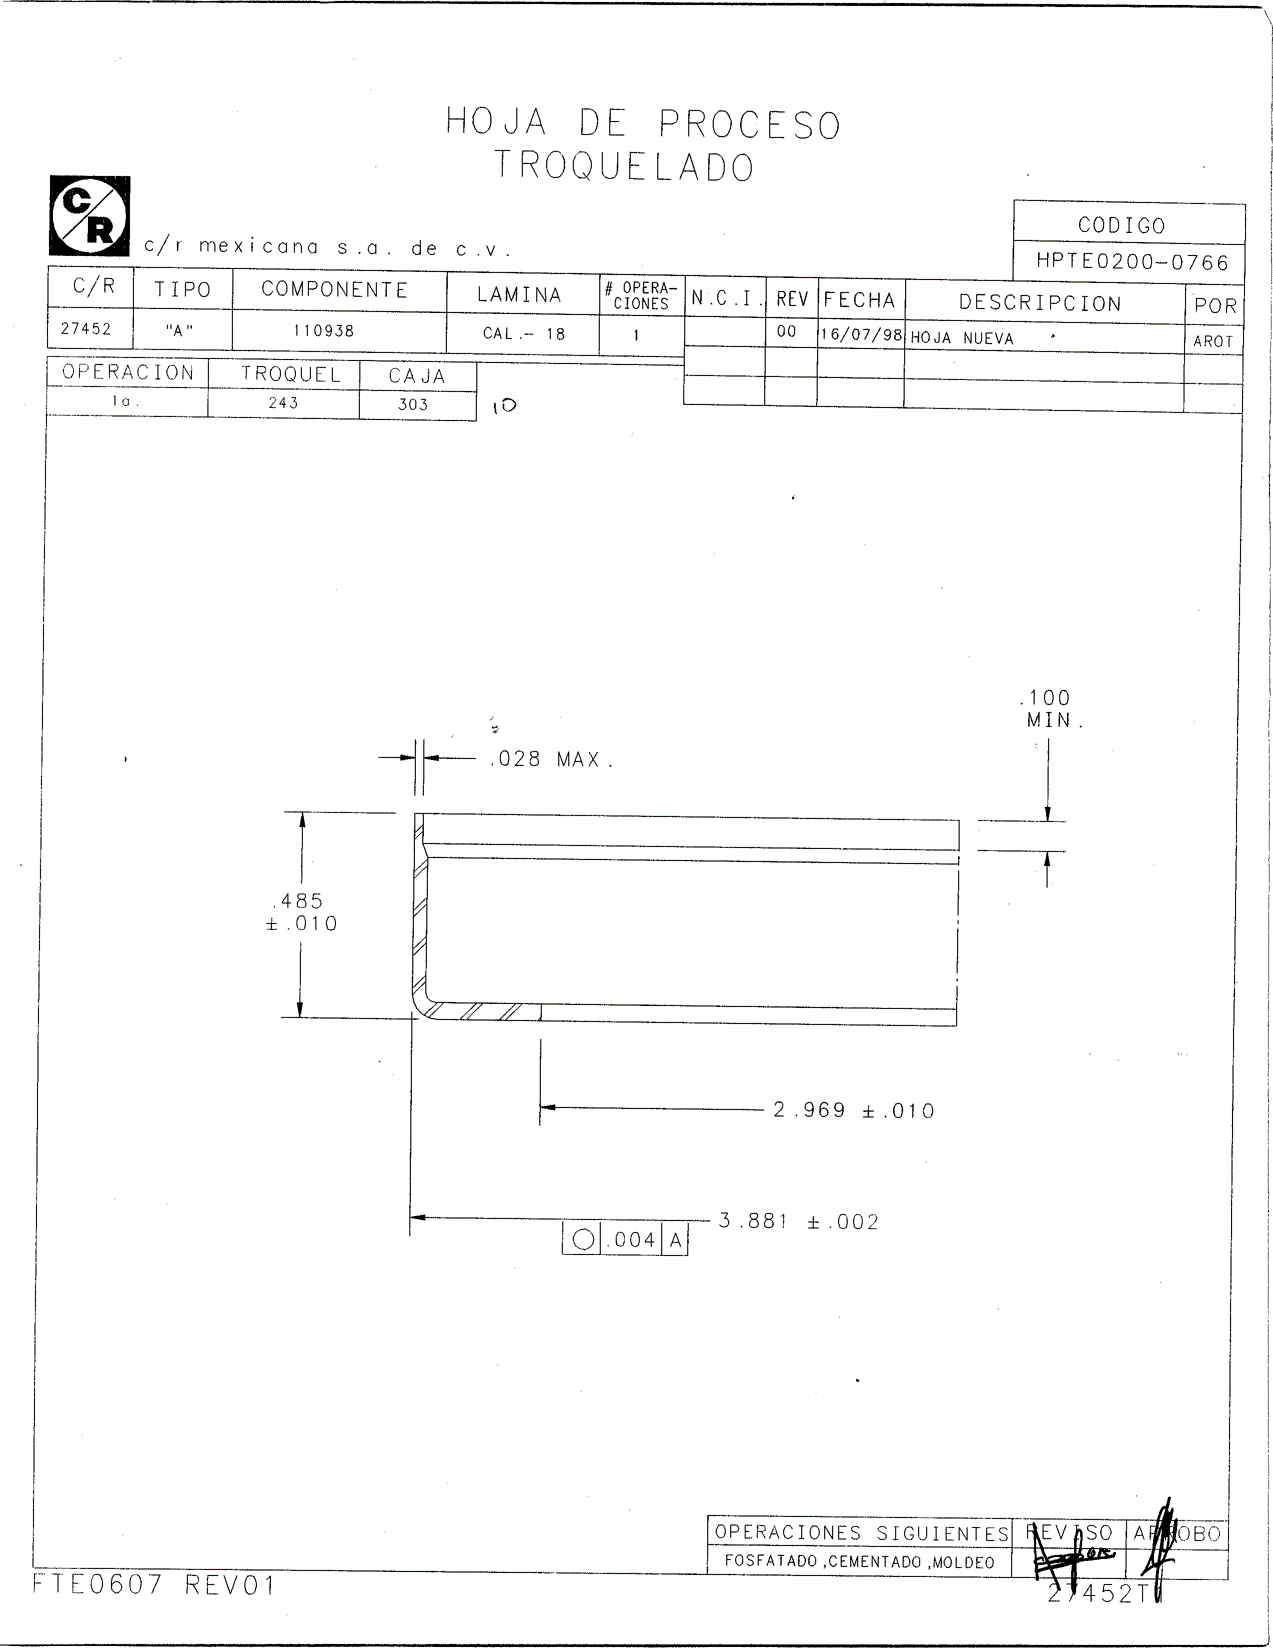 HOJA DE PROCESO
TROQUELADO
C/R
c/r mexicana s.a. de c.v.
CODIGO
HPTE0200-0766
C/R TIPO COMPONENTE LAMINA # OPERA-CIONES N.C.I. REV FECHA DESCRIPCION POR
27452 "A" 110938 CAL.- 18 1 00 16/07/98 HOJA NUEVA AROT
OPERACION TROQUEL CAJA
1a. 243 303 10
.100
MIN.
.028 MAX.
.485
±.010
2.969 ±.010
3.881 ±.002
.004 A
OPERACIONES SIGUIENTES REVISO APROBO
FOSFATADO,CEMENTADO,MOLDEO
FTE0607 REV01
27452T